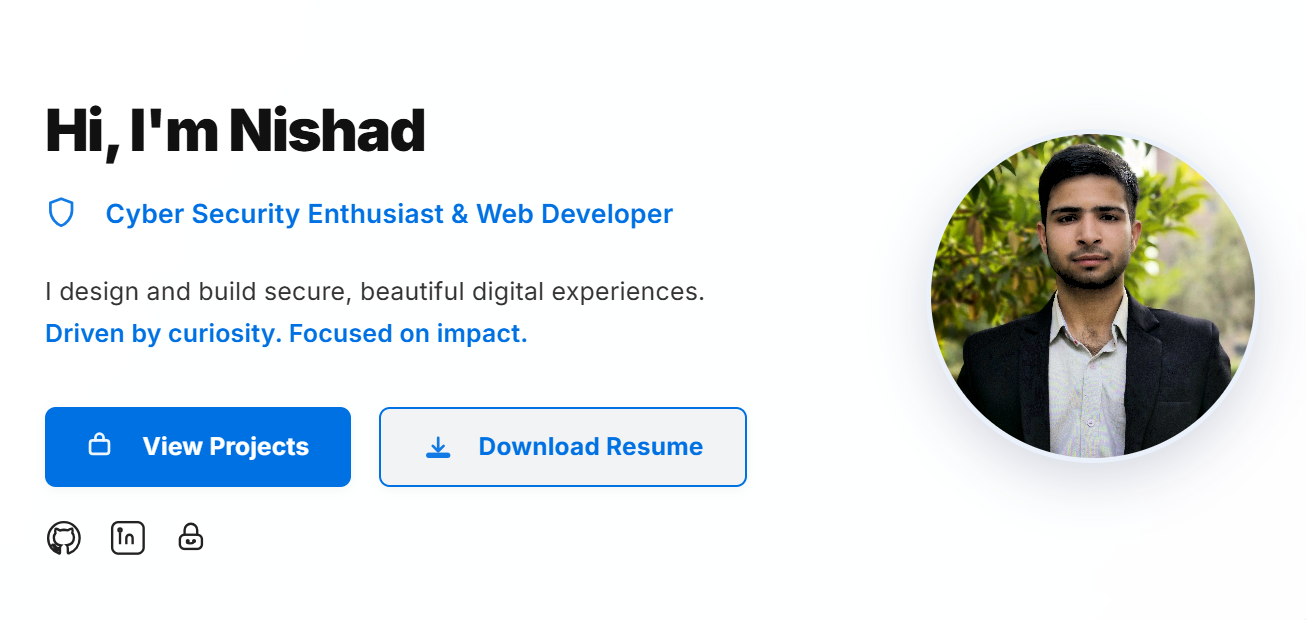 Hi, I'm Nishad
Cyber Security Enthusiast & Web Developer
I design and build secure, beautiful digital experiences.
Driven by curiosity. Focused on impact.
View Projects
Download Resume
in